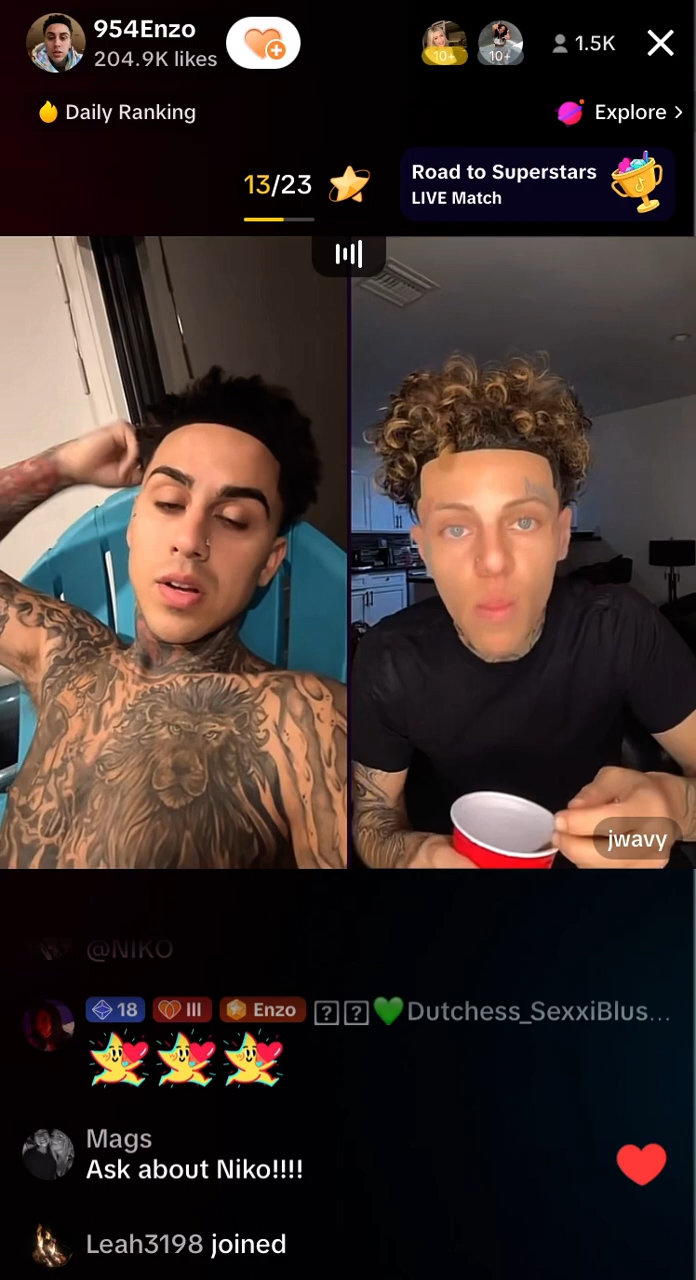 954Enzo
204.9K likes
10+
10+
1.5K
Daily Ranking
Explore >
13/23
Road to Superstars
LIVE Match
jwavy
@NIKO
18
III
Enzo
Dutchess_SexxiBlus...
Mags
Ask about Niko!!!!
Leah3198 joined